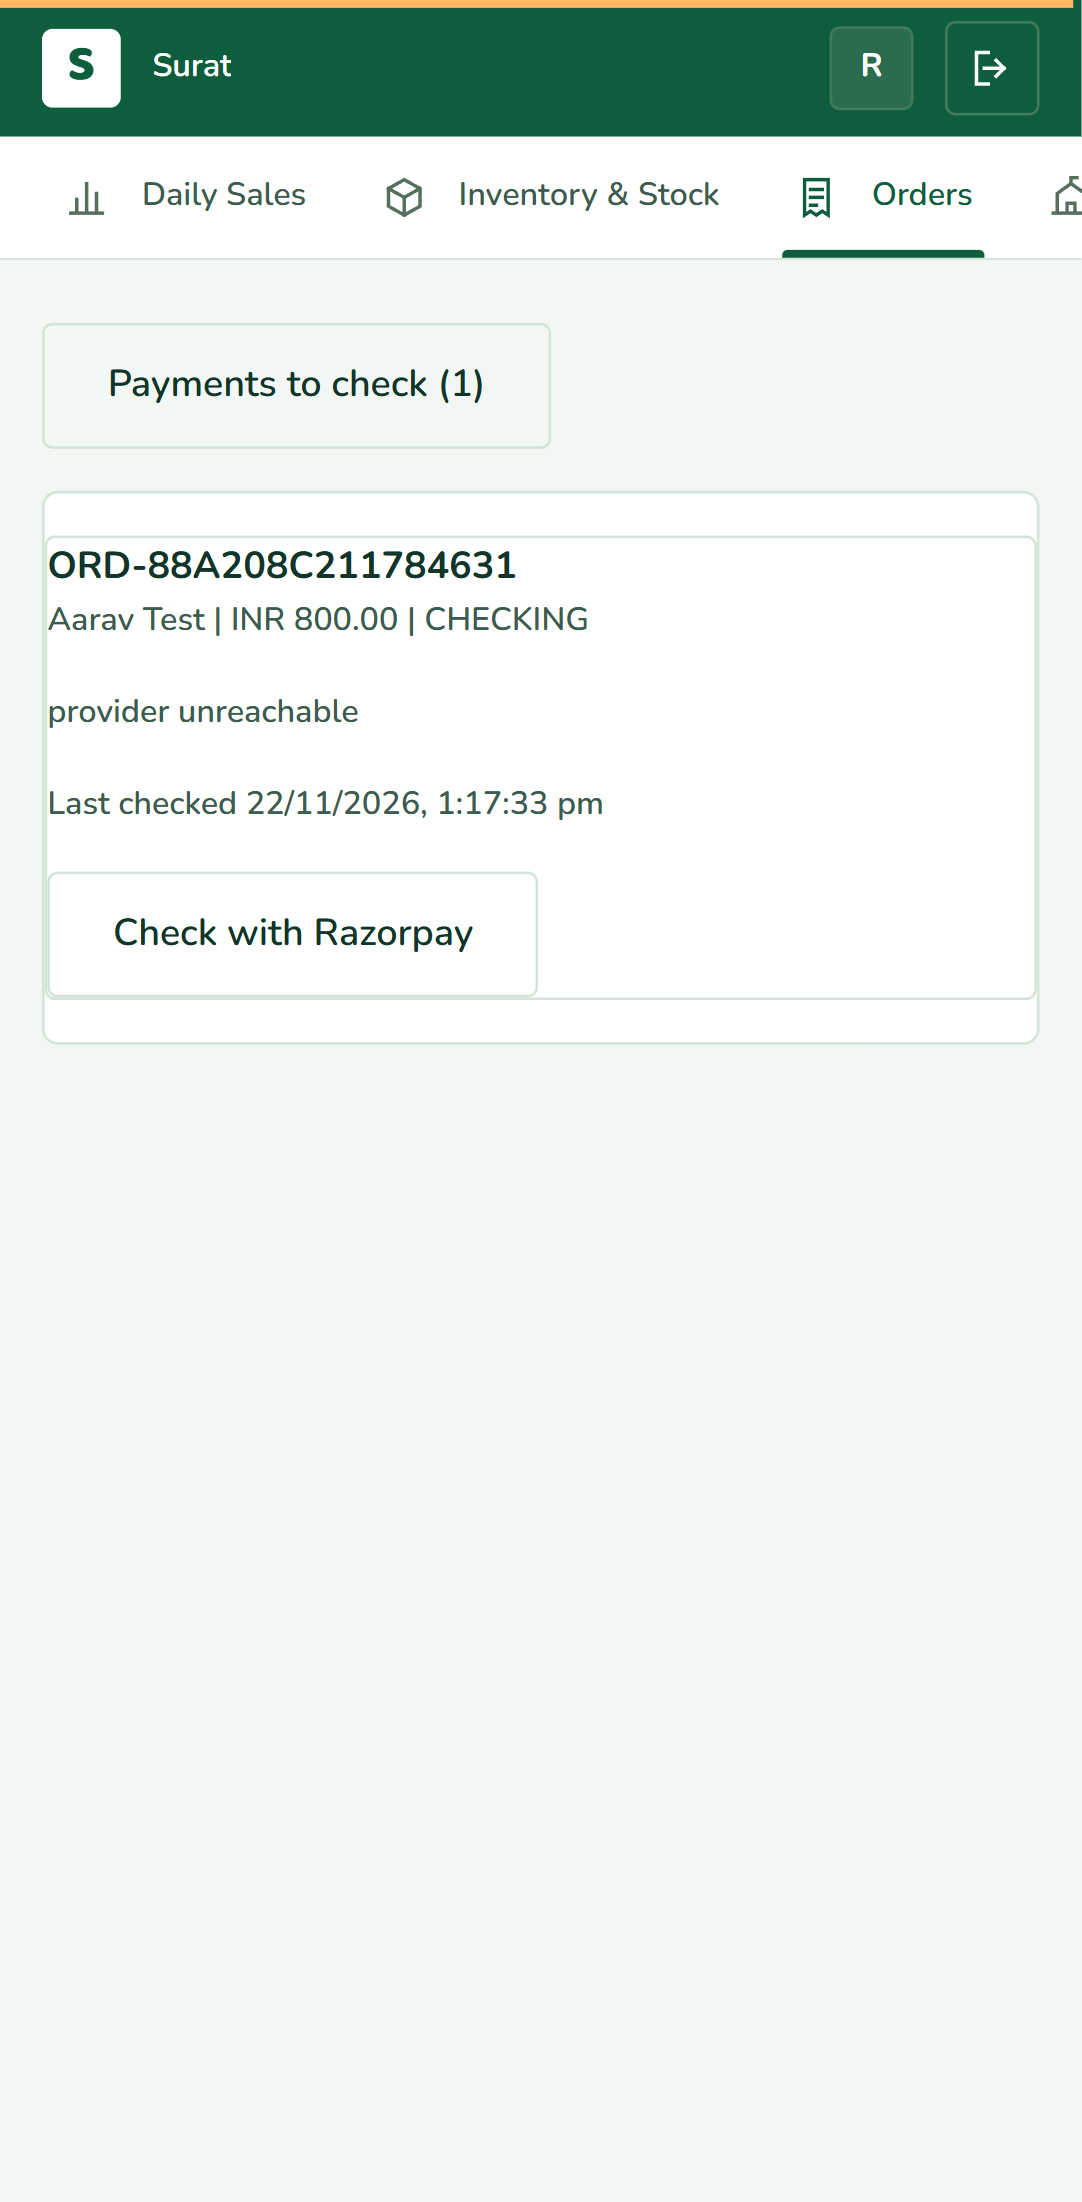 S
Surat
R
Daily Sales
Inventory & Stock
Orders
Payments to check (1)
ORD-88A208C211784631
Aarav Test | INR 800.00 | CHECKING
provider unreachable
Last checked 22/11/2026, 1:17:33 pm
Check with Razorpay